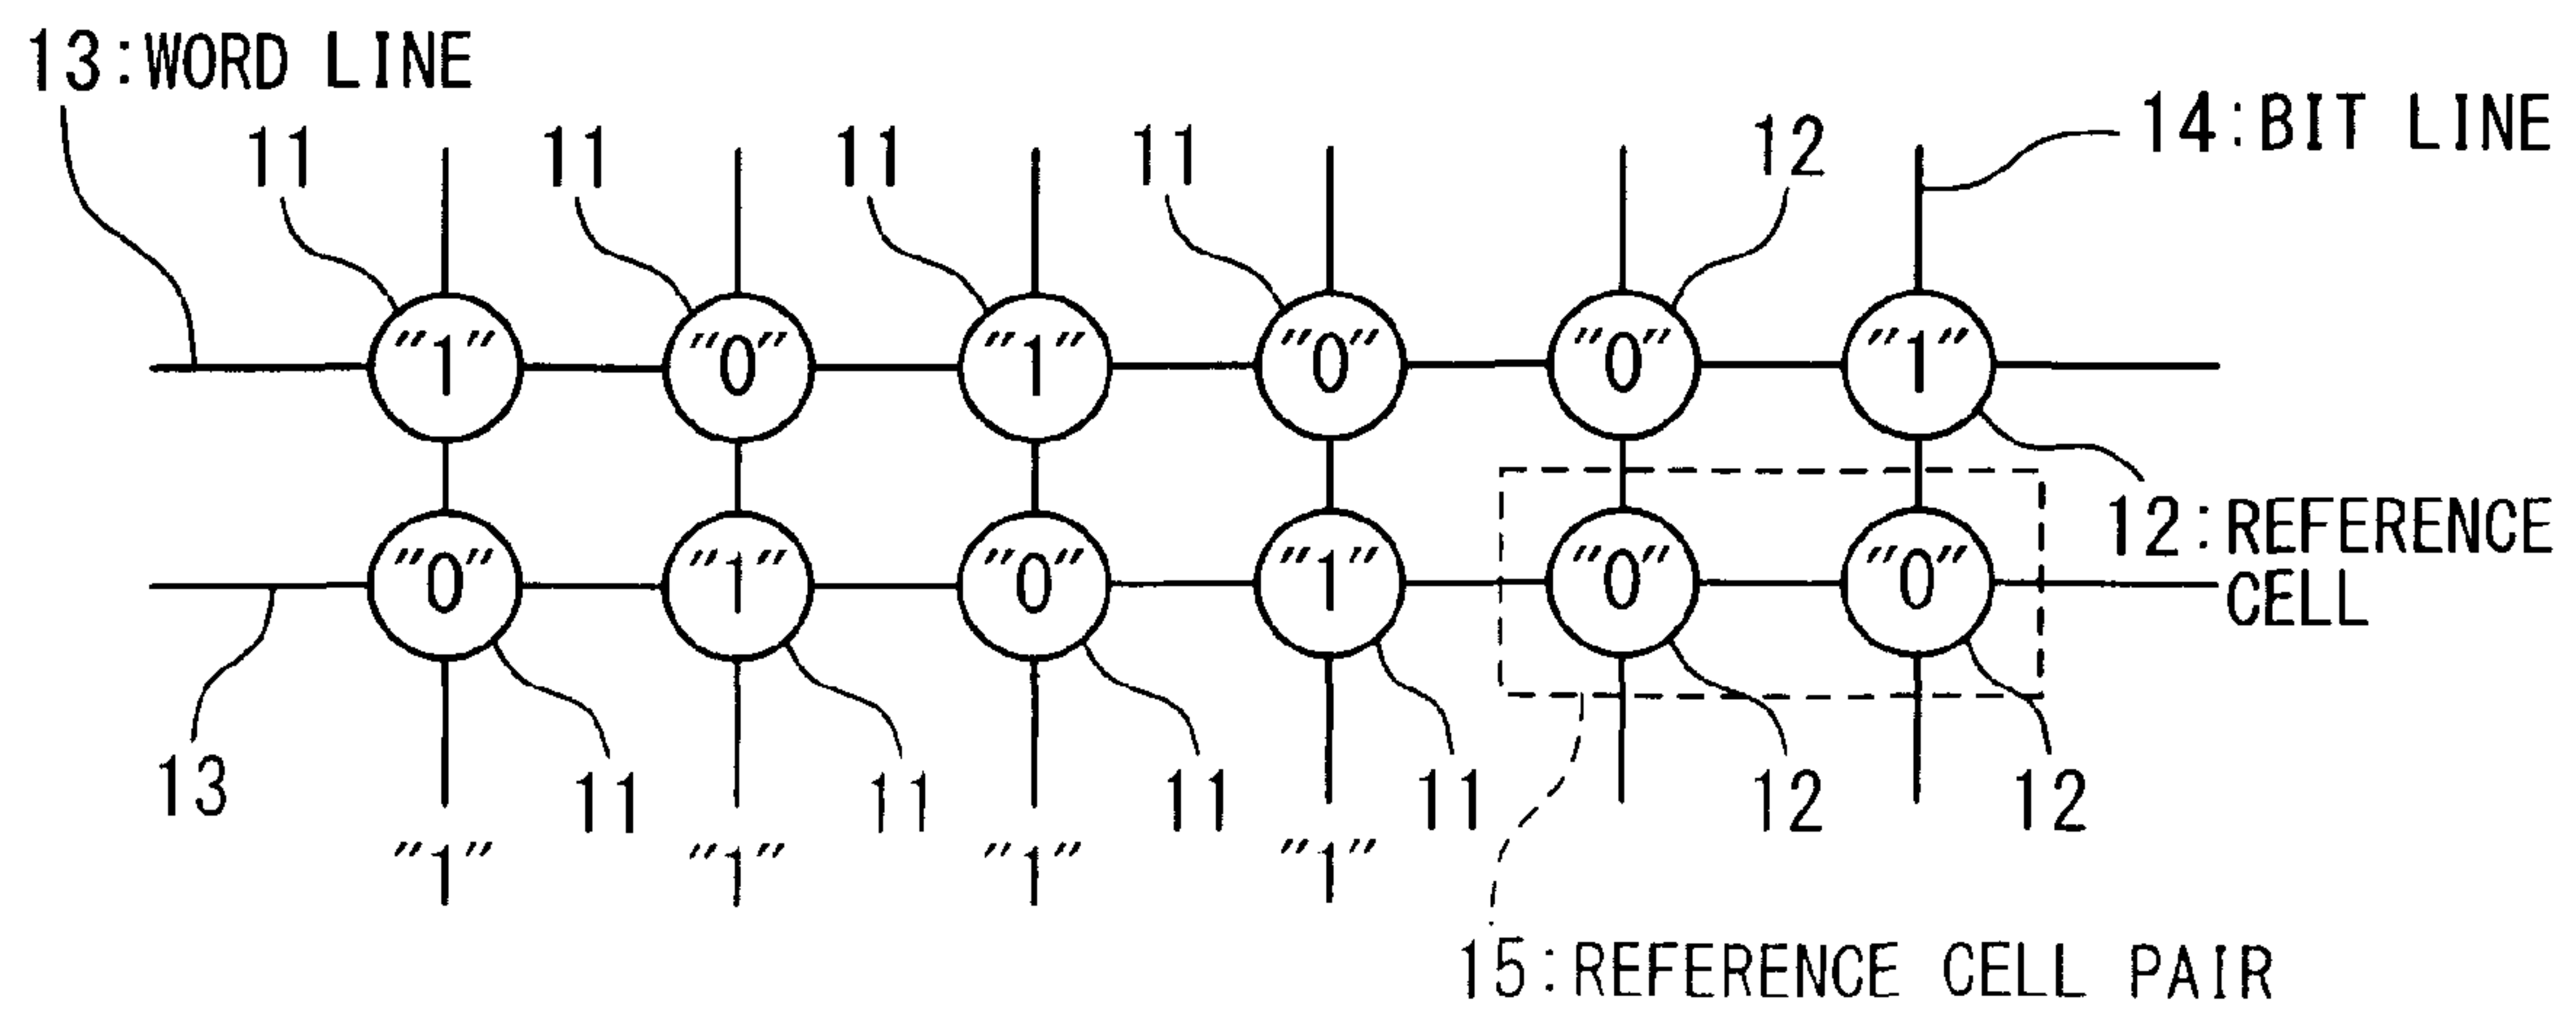 13:WORD LINE
11 11 11 11 12 14:BIT LINE
"1" "0" "1" "0" "0" "1"
12:REFERENCE
CELL
"0" "1" "0" "1" "0" "0"
13 11 11 11 11 12 12
"1" "1" "1" "1"
15:REFERENCE CELL PAIR